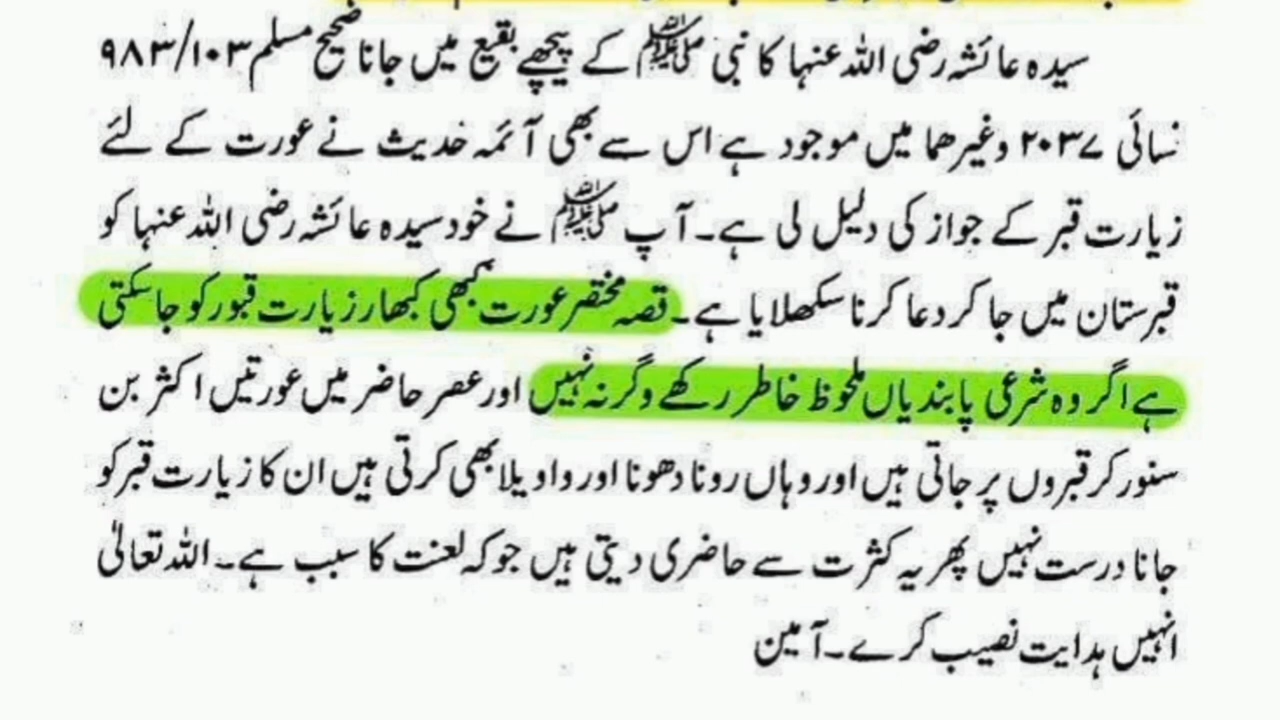 سیدہ عائشہ رضی اللہ عنہا کا نبی ﷺ کے پیچھے بقیع میں جانا صحیح مسلم ۹۸۳/۱۰۳
نسائی ۲۰۳۷ وغیرھما میں موجود ہے اس سے بھی آئمہ حدیث نے عورت کے لئے
زیارت قبر کے جواز کی دلیل لی ہے۔ آپ ﷺ نے خود سیدہ عائشہ رضی اللہ عنہا کو
قبرستان میں جا کر دعا کرنا سکھلایا ہے۔ قصہ مختصر عورت کبھی کبھار زیارت قبور کو جا سکتی
ہے اگر وہ شرعی پابندیاں ملحوظ خاطر رکھے وگرنہ نہیں اور عصر حاضر میں عورتیں اکثر بن
سنور کر قبروں پر جاتی ہیں اور وہاں رونا دھونا اور واویلا بھی کرتی ہیں ان کا زیارت قبر کو
جانا درست نہیں پھر یہ کثرت سے حاضری دیتی ہیں جو کہ لعنت کا سبب ہے۔ اللہ تعالیٰ
انہیں ہدایت نصیب کرے۔ آمین